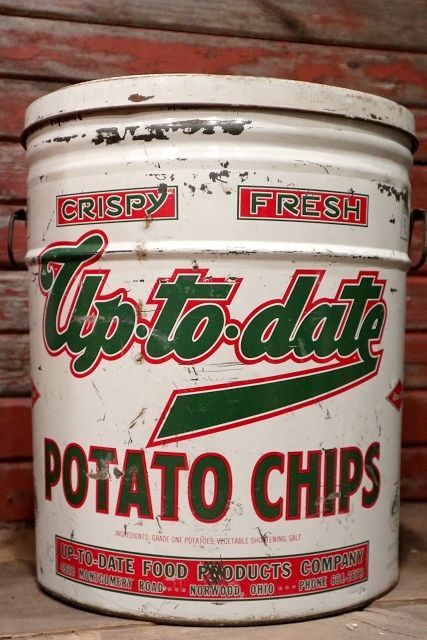 CRISPY FRESH
Up-to-date
POTATO CHIPS
INGREDIENTS: GRADE ONE POTATOES, VEGETABLE SHORTENING, SALT
UP-TO-DATE FOOD PRODUCTS COMPANY
MONTGOMERY ROAD ··· NORWOOD, OHIO ··· PHONE